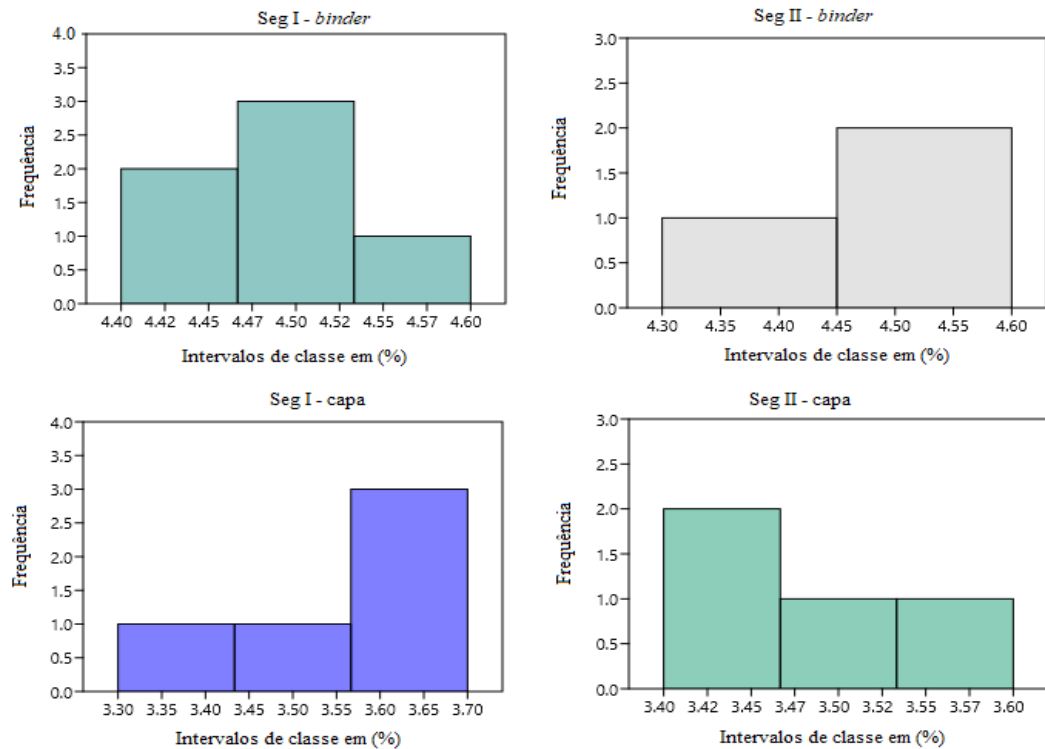 Seg I - binder
4.0
3.5
3.0
2.5
2.0
1.5
1.0
0.5
0.0
Frequência
4.40 4.42 4.45 4.47 4.50 4.52 4.55 4.57 4.60
Intervalos de classe em (%)
Seg II - binder
3.0
2.5
2.0
1.5
1.0
0.5
0.0
Frequência
4.30 4.35 4.40 4.45 4.50 4.55 4.60
Intervalos de classe em (%)
Seg I - capa
4.0
3.5
3.0
2.5
2.0
1.5
1.0
0.5
0.0
Frequência
3.30 3.35 3.40 3.45 3.50 3.55 3.60 3.65 3.70
Intervalos de classe em (%)
Seg II - capa
3.0
2.5
2.0
1.5
1.0
0.5
0.0
Frequência
3.40 3.42 3.45 3.47 3.50 3.52 3.55 3.57 3.60
Intervalos de classe em (%)